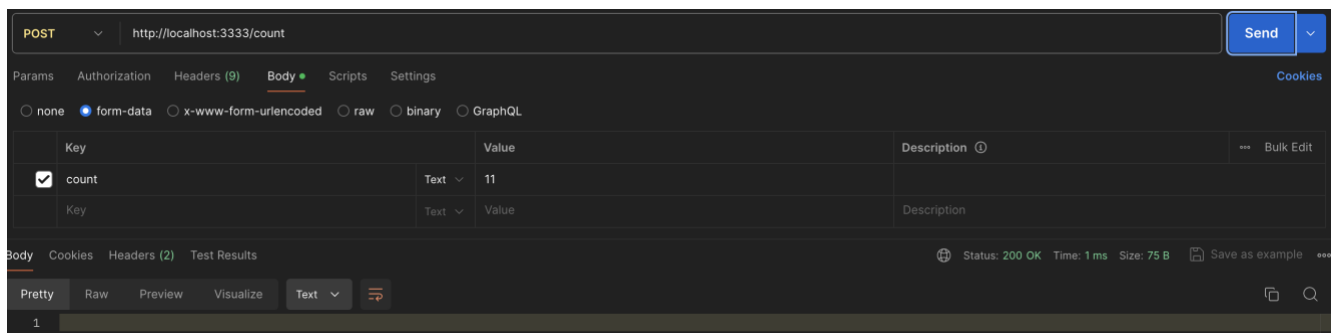 POST http://localhost:3333/count Send
Params Authorization Headers (9) Body Scripts Settings Cookies
none form-data x-www-form-urlencoded raw binary GraphQL
Key Value Description Bulk Edit
count Text 11
Key Text Value Description
Body Cookies Headers (2) Test Results Status: 200 OK Time: 1 ms Size: 75 B Save as example
Pretty Raw Preview Visualize Text
1